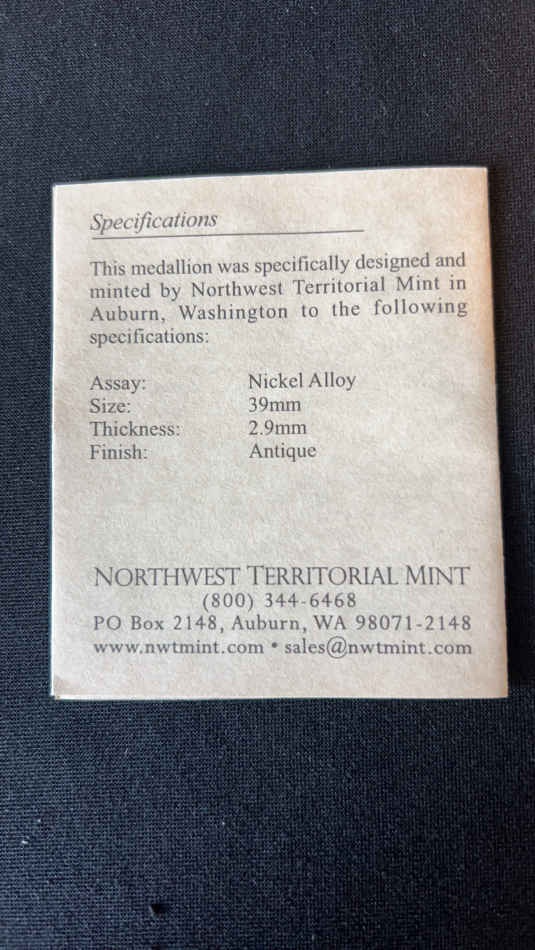 Specifications
This medallion was specifically designed and
minted by Northwest Territorial Mint in
Auburn, Washington to the following
specifications:
Assay: Nickel Alloy
Size: 39mm
Thickness: 2.9mm
Finish: Antique
NORTHWEST TERRITORIAL MINT
(800) 344-6468
PO Box 2148, Auburn, WA 98071-2148
www.nwtmint.com • sales@nwtmint.com